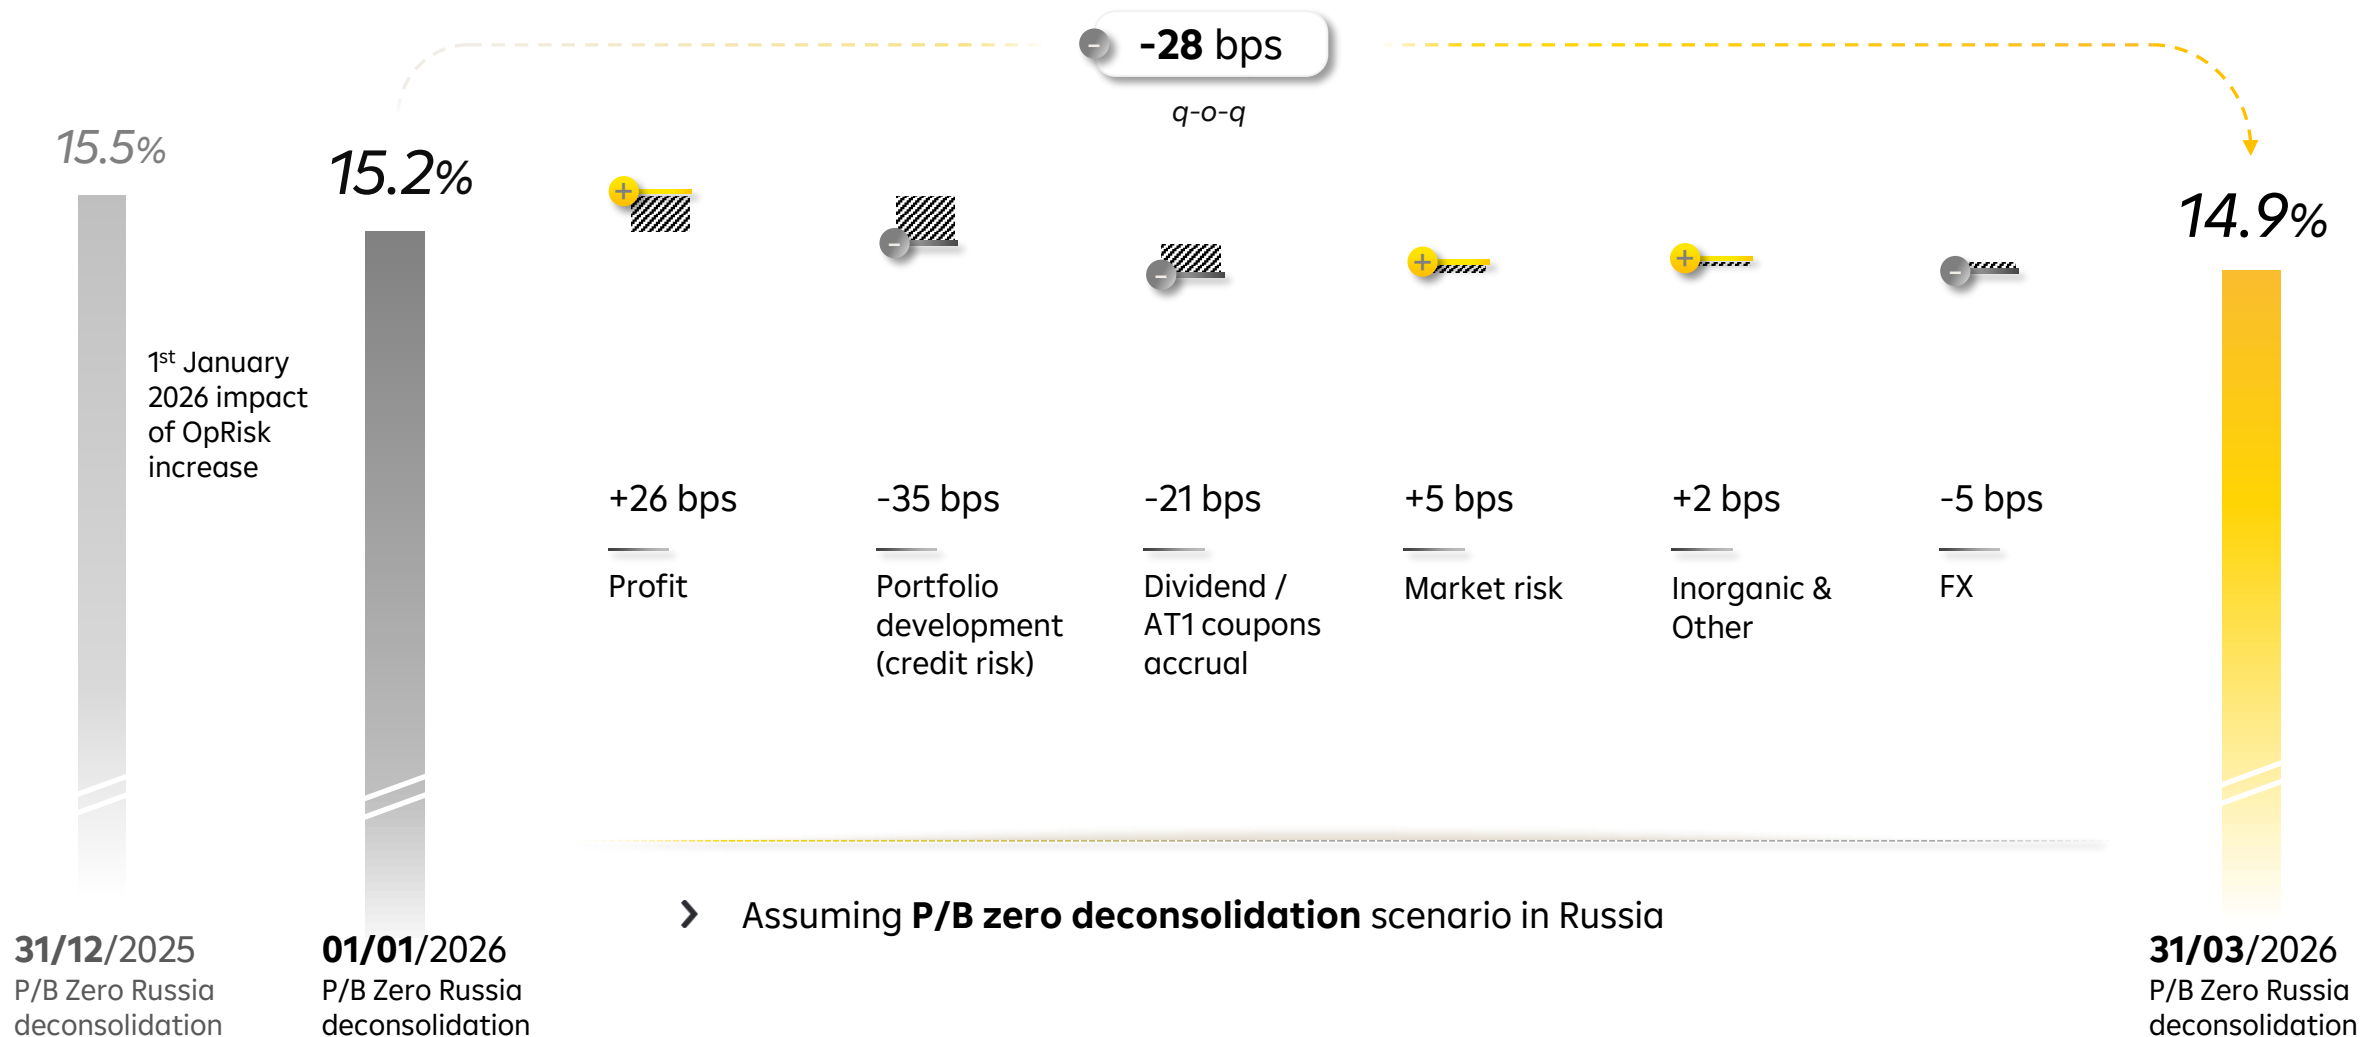 -28 bps
q-o-q
15.5%
15.2%
14.9%
1st January
2026 impact
of OpRisk
increase
+26 bps
Profit
-35 bps
Portfolio
development
(credit risk)
-21 bps
Dividend /
AT1 coupons
accrual
+5 bps
Market risk
+2 bps
Inorganic &
Other
-5 bps
FX
Assuming P/B zero deconsolidation scenario in Russia
31/12/2025
P/B Zero Russia
deconsolidation
01/01/2026
P/B Zero Russia
deconsolidation
31/03/2026
P/B Zero Russia
deconsolidation